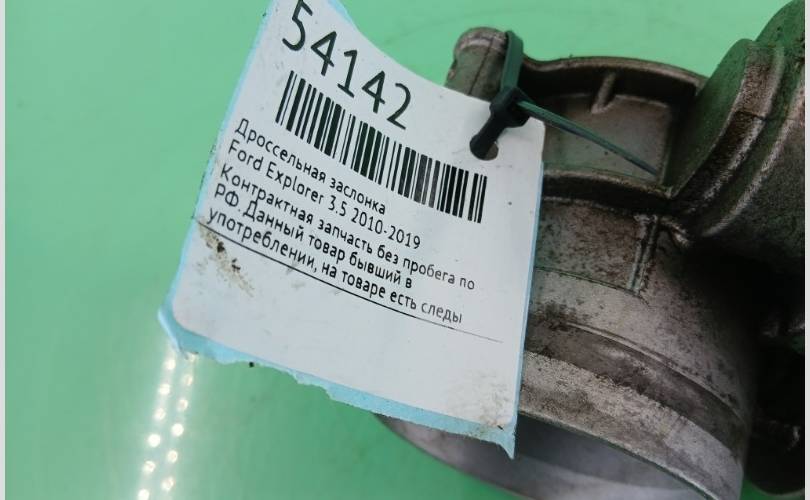 54142
Дроссельная заслонка
Ford Explorer 3.5 2010-2019
Контрактная запчасть без пробега по
РФ. Данный товар бывший в
употреблении, на товаре есть следы